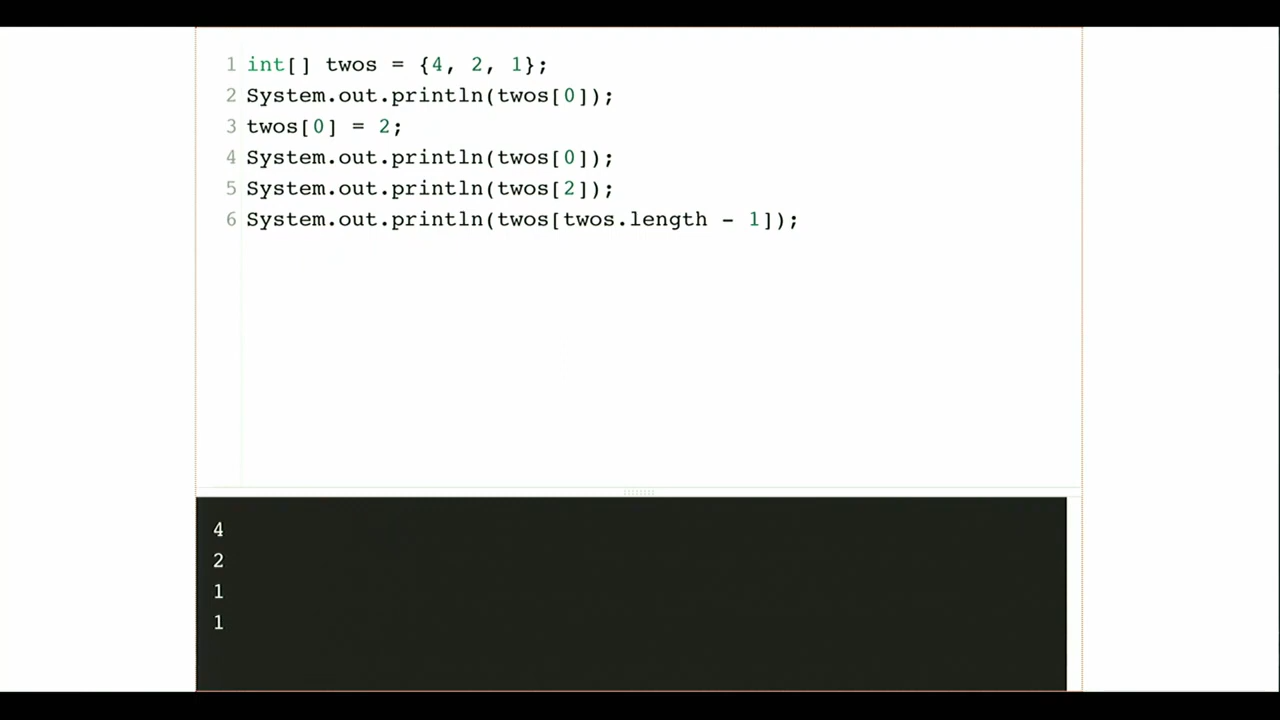 1 int[] twos = {4, 2, 1};
2 System.out.println(twos[0]);
3 twos[0] = 2;
4 System.out.println(twos[0]);
5 System.out.println(twos[2]);
6 System.out.println(twos[twos.length - 1]);
4
2
1
1